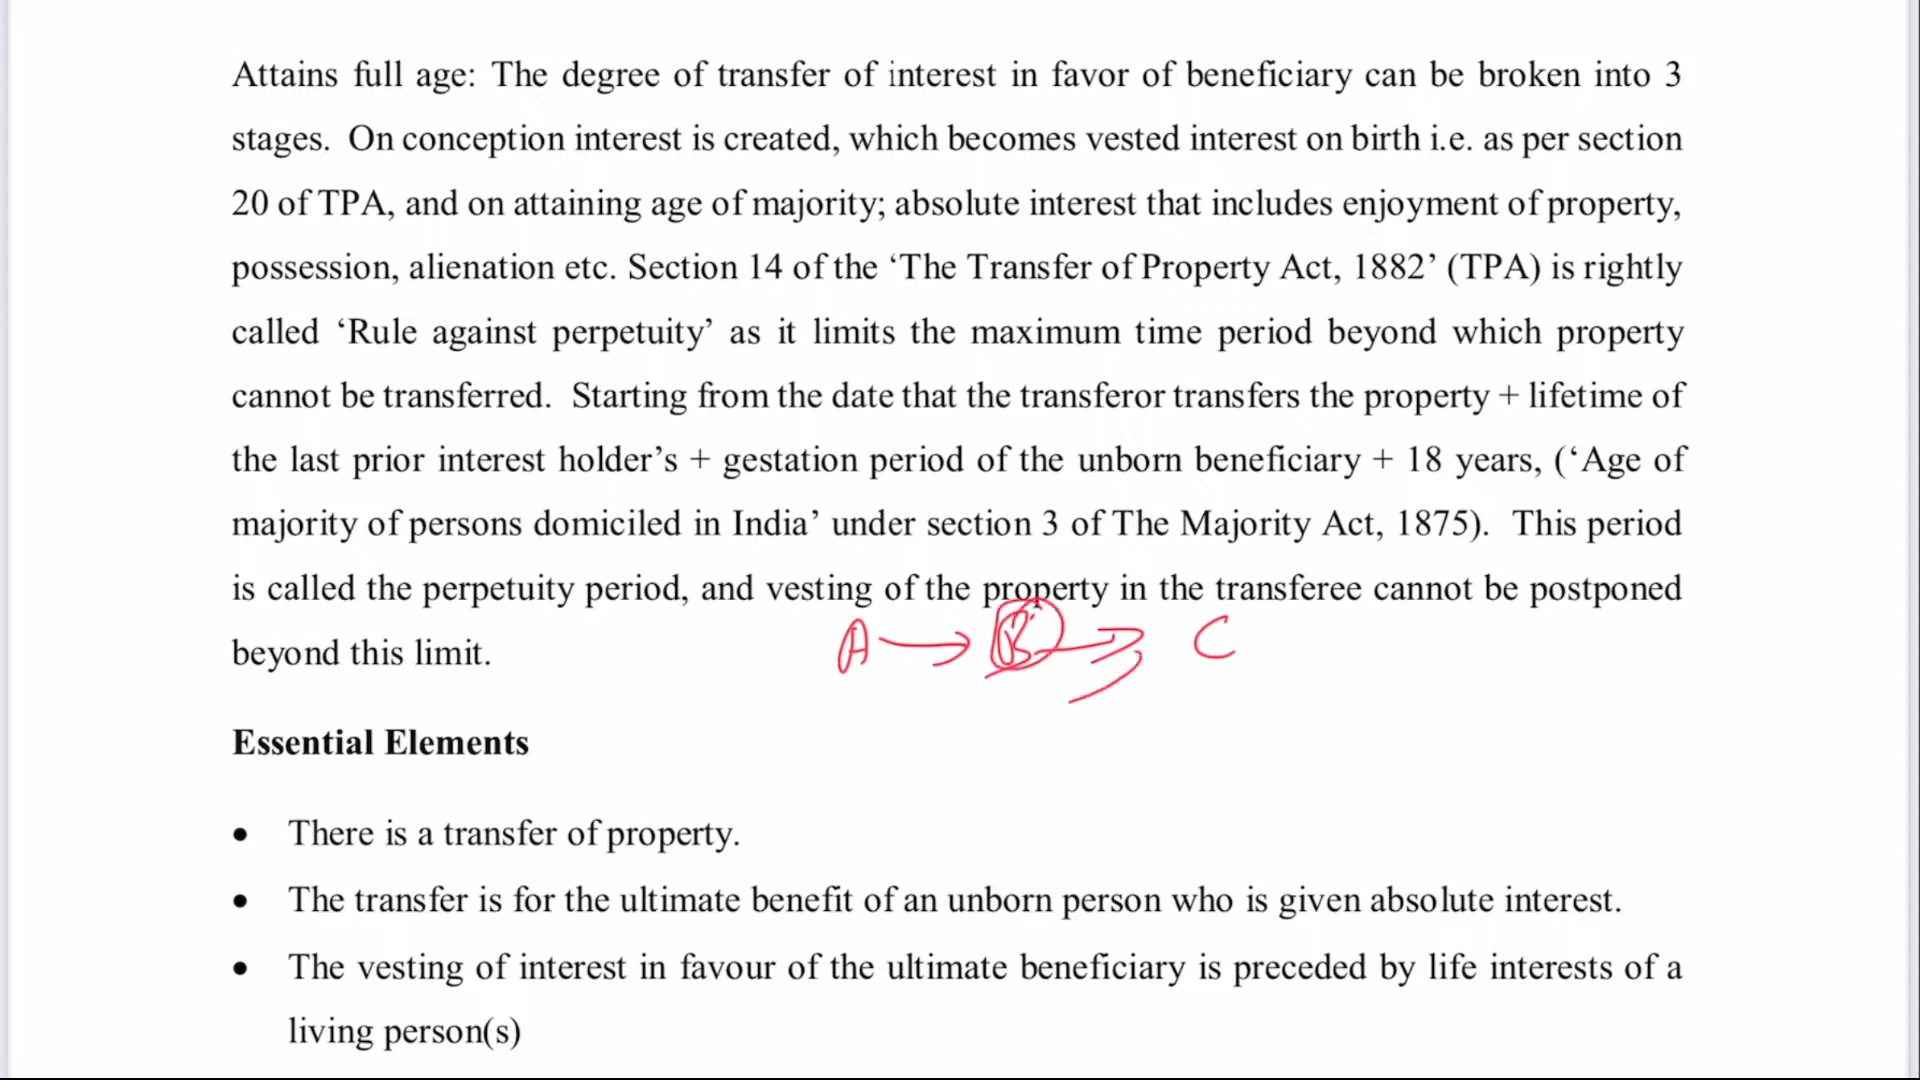 Attains full age: The degree of transfer of interest in favor of beneficiary can be broken into 3
stages. On conception interest is created, which becomes vested interest on birth i.e. as per section
20 of TPA, and on attaining age of majority; absolute interest that includes enjoyment of property,
possession, alienation etc. Section 14 of the ‘The Transfer of Property Act, 1882’ (TPA) is rightly
called ‘Rule against perpetuity’ as it limits the maximum time period beyond which property
cannot be transferred. Starting from the date that the transferor transfers the property + lifetime of
the last prior interest holder’s + gestation period of the unborn beneficiary + 18 years, (‘Age of
majority of persons domiciled in India’ under section 3 of The Majority Act, 1875). This period
is called the perpetuity period, and vesting of the property in the transferee cannot be postponed
beyond this limit.
A → B → C
Essential Elements
• There is a transfer of property.
• The transfer is for the ultimate benefit of an unborn person who is given absolute interest.
• The vesting of interest in favour of the ultimate beneficiary is preceded by life interests of a
living person(s)